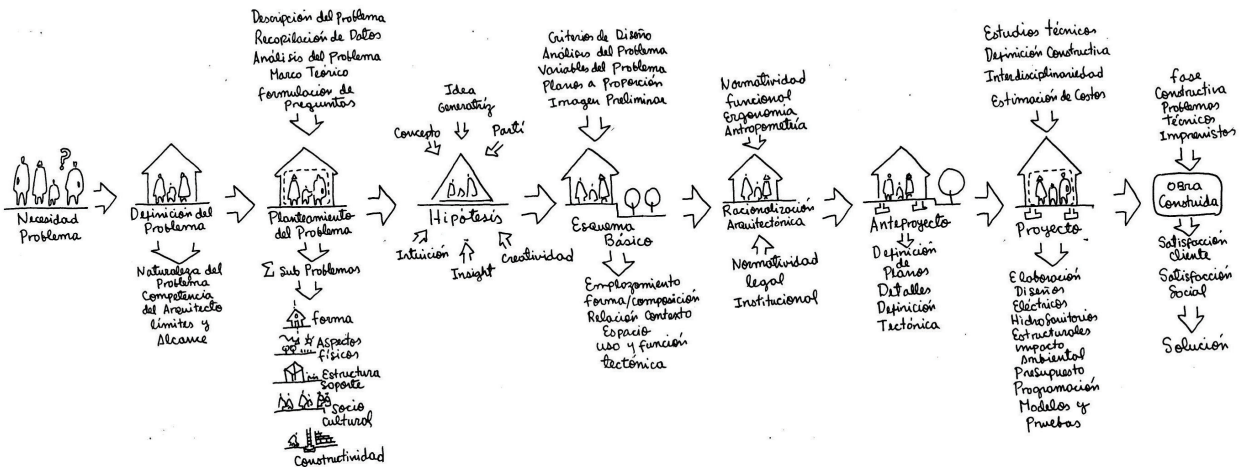 ?
Necesidad
Problema
Definición del
Problema
Naturaleza del
Problema
Competencia
del Arquitecto
límites y
Alcance
Descripción del Problema
Recopilación de Datos
Análisis del Problema
Marco Teórico
Formulación de
Preguntas
Planteamiento
del Problema
Σ Sub Problemas
forma
Aspectos
físicos
Estructura
soporte
Socio
Cultural
Constructividad
Idea
Generatriz
Concepto
Partí
Hipótesis
Intuición
Insight
Creatividad
Criterios de Diseño
Análisis del Problema
Variables del Problema
Planos a Proporción
Imagen Preliminar
Esquema
Básico
Emplazamiento
forma/composición
Relación Contexto
Espacio
uso y función
tectónica
Normatividad
funcional
Ergonomía
Antropometría
Racionalización
Arquitectónica
Normatividad
legal
Institucional
Anteproyecto
Definición
de
Planos
Detalles
Definición
Tectónica
Estudios técnicos
Definición Constructiva
Interdisciplinariedad
Estimación de Costos
Proyecto
Elaboración
Diseños
Eléctricos
Hidrosanitorios
Estructurales
impacto
Ambiental
Presupuesto
Programación
Modelos y
Pruebas
fase
Constructiva
Problemas
Técnicos
Imprevistos
Obra
Construida
Satisfacción
Cliente
Satisfacción
Social
Solución